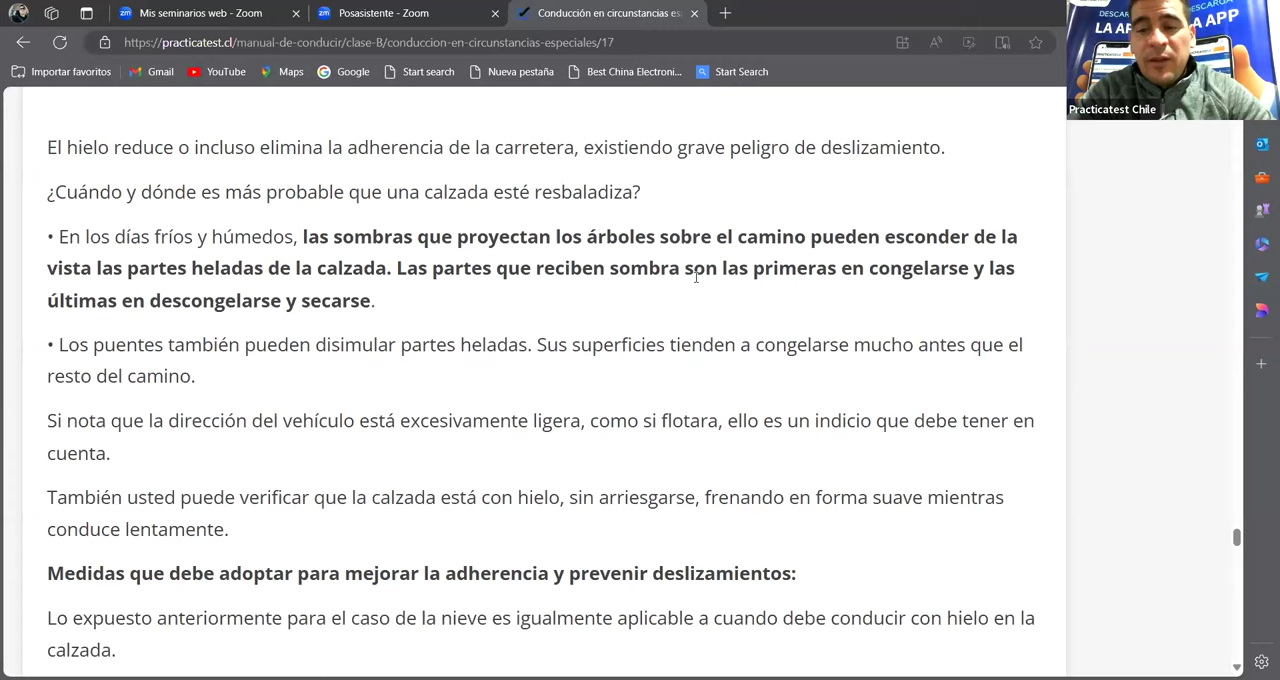 Mis seminarios web - Zoom
Posasistente - Zoom
Conducción en circunstancias es
https://practicatest.cl/manual-de-conducir/clase-B/conduccion-en-circunstancias-especiales/17
Importar favoritos
Gmail
YouTube
Maps
Google
Start search
Nueva pestaña
Best China Electroni...
Start Search
LA APP
LA APP
Practicatest Chile
El hielo reduce o incluso elimina la adherencia de la carretera, existiendo grave peligro de deslizamiento.
¿Cuándo y dónde es más probable que una calzada esté resbaladiza?
• En los días fríos y húmedos, las sombras que proyectan los árboles sobre el camino pueden esconder de la
vista las partes heladas de la calzada. Las partes que reciben sombra son las primeras en congelarse y las
últimas en descongelarse y secarse.
• Los puentes también pueden disimular partes heladas. Sus superficies tienden a congelarse mucho antes que el
resto del camino.
Si nota que la dirección del vehículo está excesivamente ligera, como si flotara, ello es un indicio que debe tener en
cuenta.
También usted puede verificar que la calzada está con hielo, sin arriesgarse, frenando en forma suave mientras
conduce lentamente.
Medidas que debe adoptar para mejorar la adherencia y prevenir deslizamientos:
Lo expuesto anteriormente para el caso de la nieve es igualmente aplicable a cuando debe conducir con hielo en la
calzada.